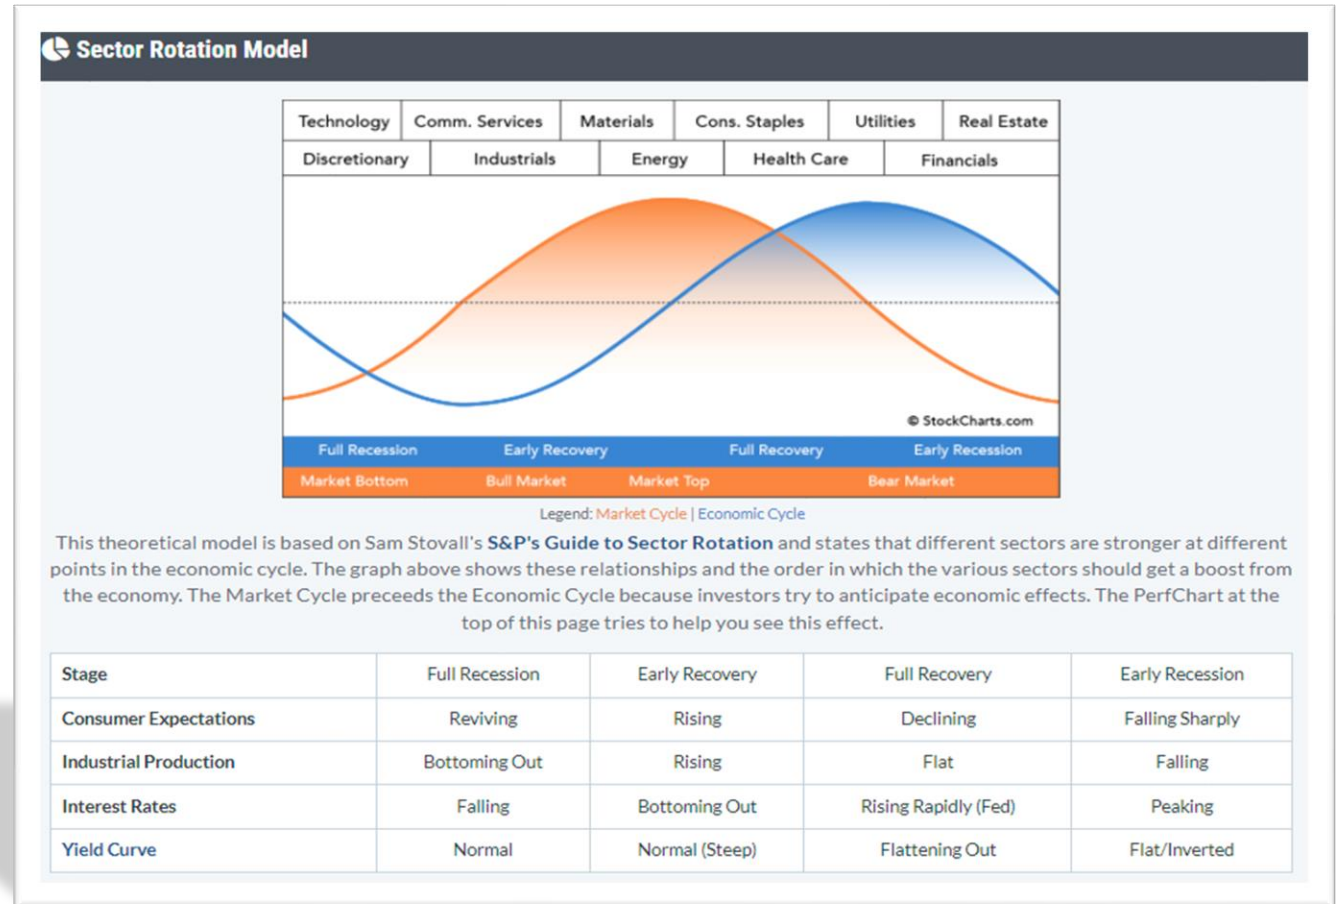 Sector Rotation Model
Technology Comm. Services Materials Cons. Staples Utilities Real Estate
Discretionary Industrials Energy Health Care Financials
© StockCharts.com
Full Recession Early Recovery Full Recovery Early Recession
Market Bottom Bull Market Market Top Bear Market
Legend: Market Cycle | Economic Cycle
This theoretical model is based on Sam Stovall's S&P's Guide to Sector Rotation and states that different sectors are stronger at different
points in the economic cycle. The graph above shows these relationships and the order in which the various sectors should get a boost from
the economy. The Market Cycle preceeds the Economic Cycle because investors try to anticipate economic effects. The PerfChart at the
top of this page tries to help you see this effect.
Stage Full Recession Early Recovery Full Recovery Early Recession
Consumer Expectations Reviving Rising Declining Falling Sharply
Industrial Production Bottoming Out Rising Flat Falling
Interest Rates Falling Bottoming Out Rising Rapidly (Fed) Peaking
Yield Curve Normal Normal (Steep) Flattening Out Flat/Inverted